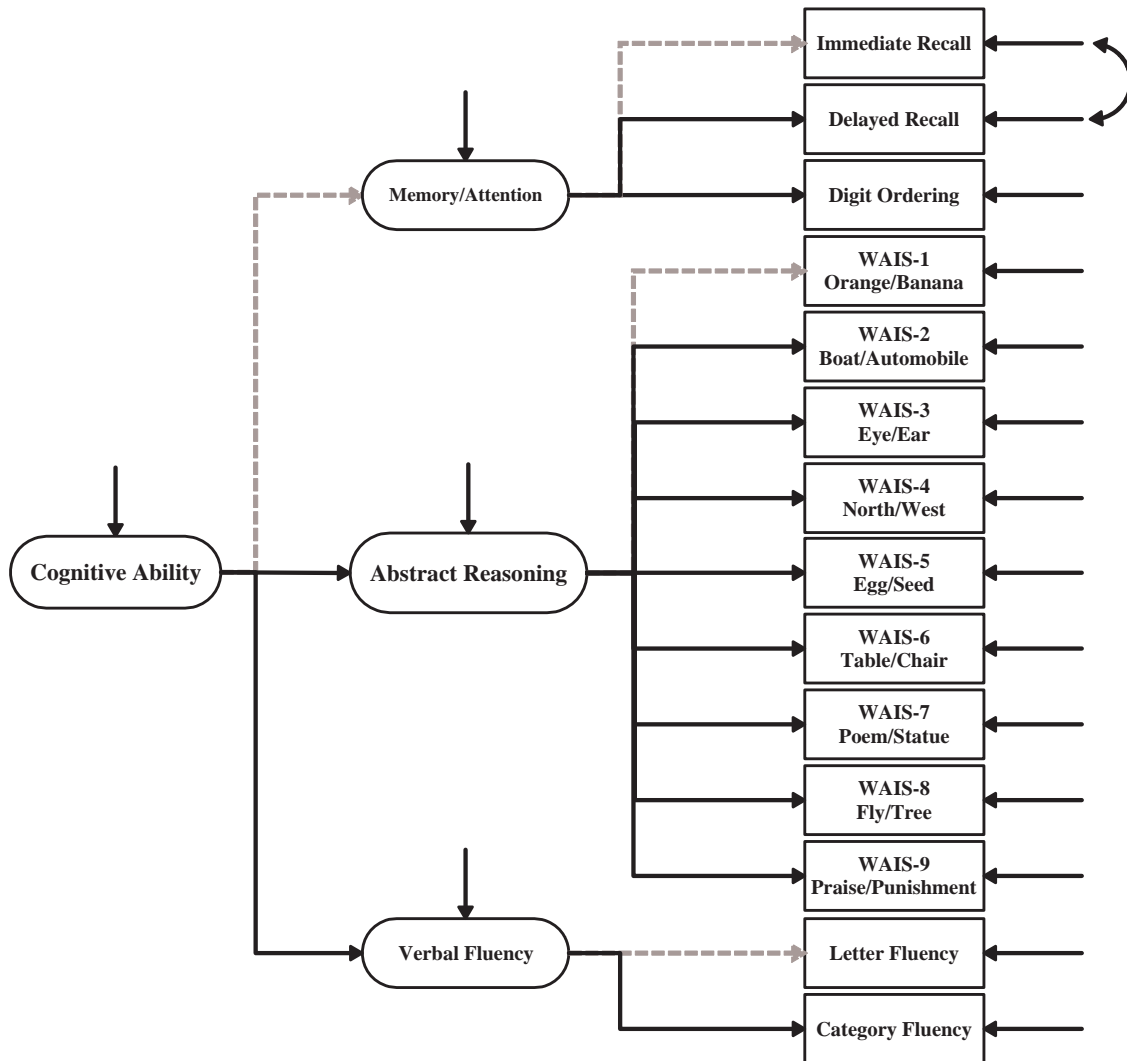 Immediate Recall
Delayed Recall
Memory/Attention
Digit Ordering
WAIS-1
Orange/Banana
WAIS-2
Boat/Automobile
WAIS-3
Eye/Ear
WAIS-4
North/West
Cognitive Ability
Abstract Reasoning
WAIS-5
Egg/Seed
WAIS-6
Table/Chair
WAIS-7
Poem/Statue
WAIS-8
Fly/Tree
WAIS-9
Praise/Punishment
Verbal Fluency
Letter Fluency
Category Fluency